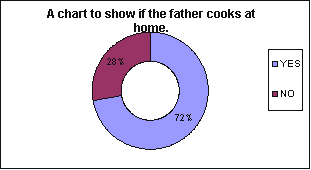 A chart to show if the father cooks at
home.
28%
YES
NO
72%